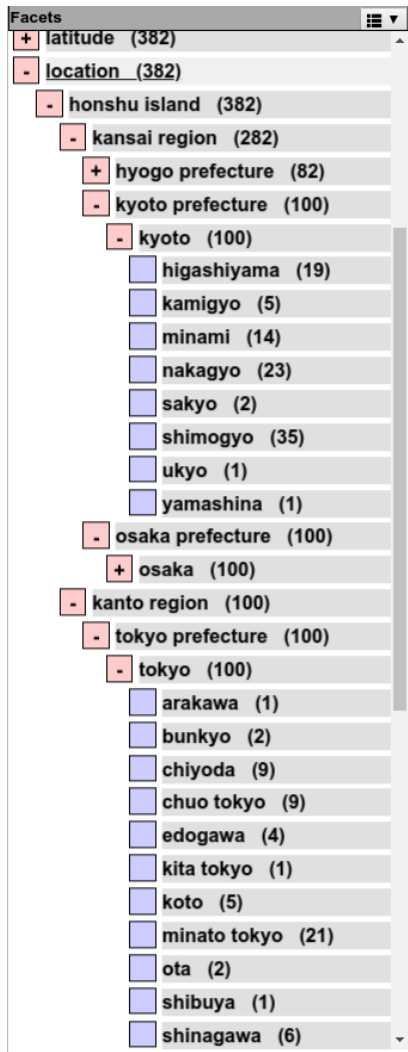 Facets
+ latitude (382)
- location (382)
- honshu island (382)
- kansai region (282)
+ hyogo prefecture (82)
- kyoto prefecture (100)
- kyoto (100)
higashiyama (19)
kamigyo (5)
minami (14)
nakagyo (23)
sakyo (2)
shimogyo (35)
ukyo (1)
yamashina (1)
- osaka prefecture (100)
+ osaka (100)
- kanto region (100)
- tokyo prefecture (100)
- tokyo (100)
arakawa (1)
bunkyo (2)
chiyoda (9)
chuo tokyo (9)
edogawa (4)
kita tokyo (1)
koto (5)
minato tokyo (21)
ota (2)
shibuya (1)
shinagawa (6)